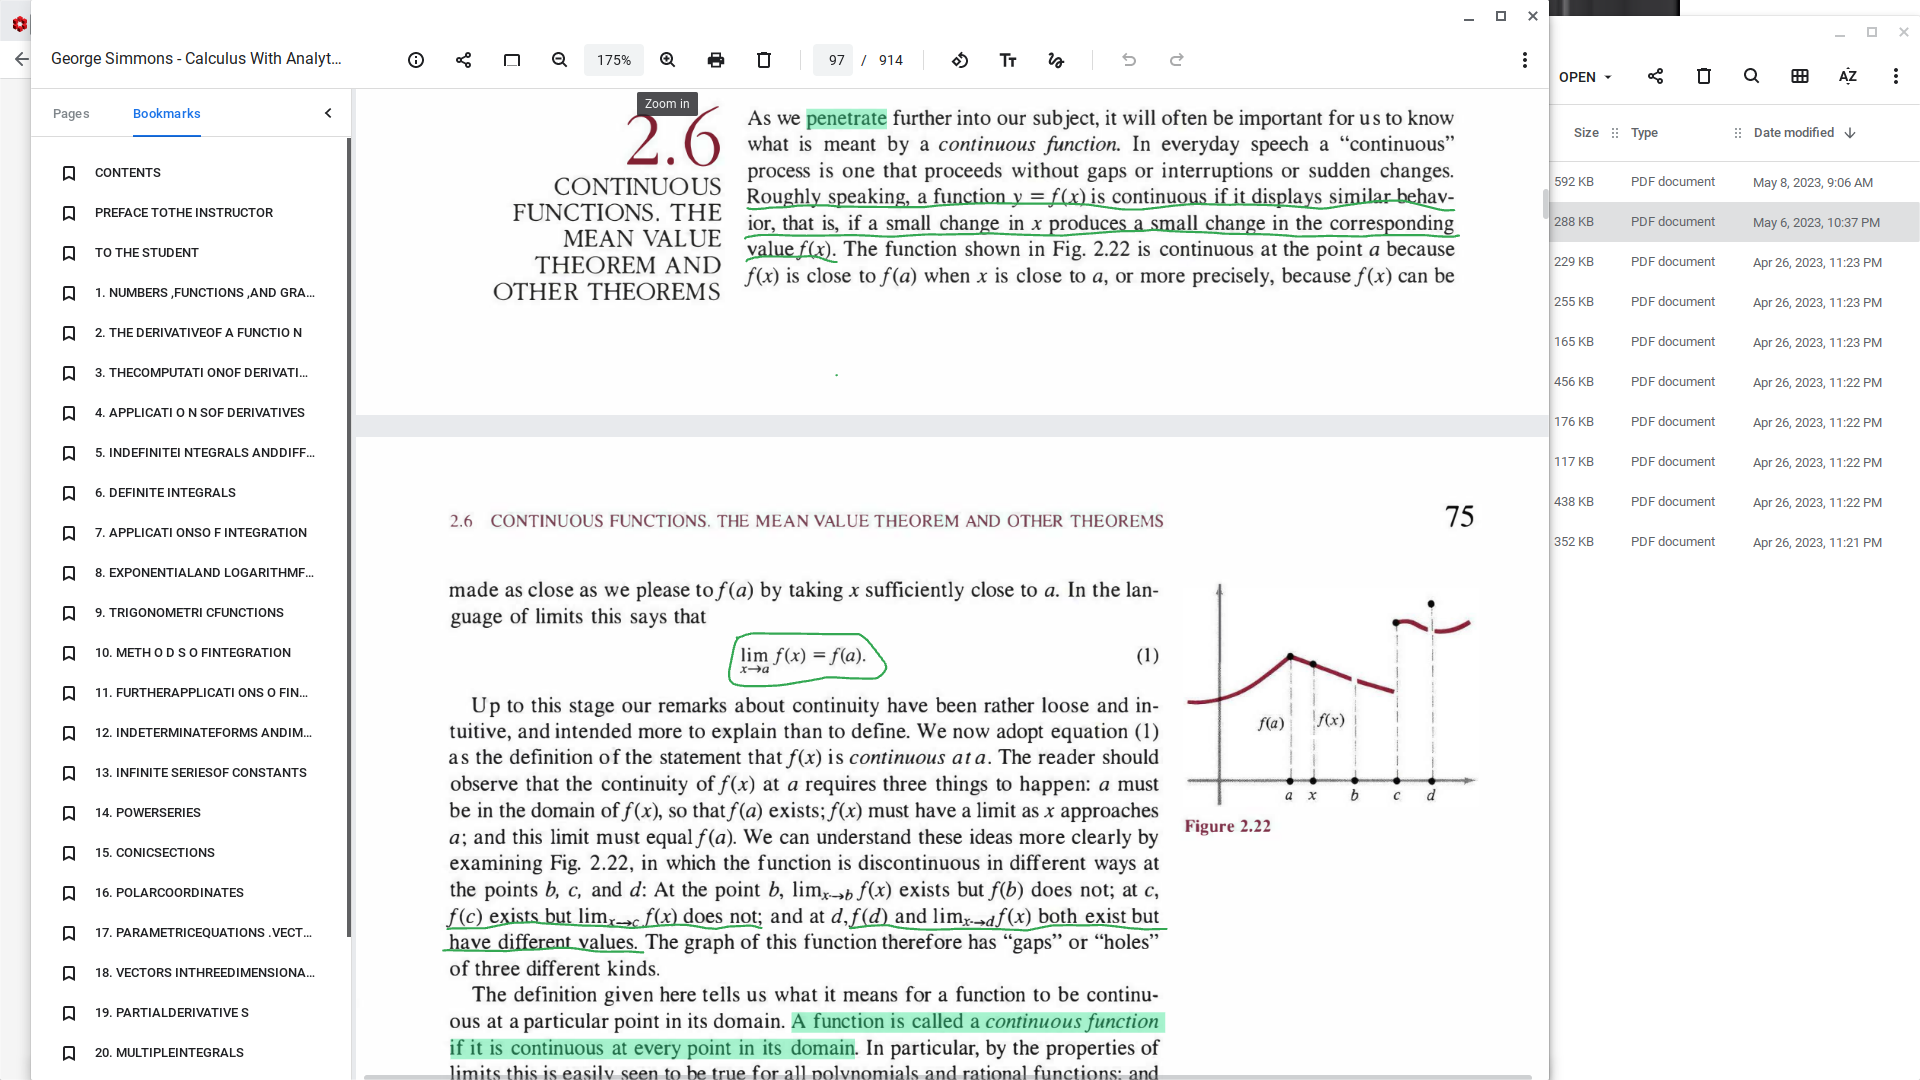 George Simmons - Calculus With Analyt...
175%
97 / 914
Zoom in
Pages
Bookmarks
CONTENTS
PREFACE TOTHE INSTRUCTOR
TO THE STUDENT
1. NUMBERS ,FUNCTIONS ,AND GRA...
2. THE DERIVATIVEOF A FUNCTIO N
3. THECOMPUTATI ONOF DERIVATI...
4. APPLICATI O N SOF DERIVATIVES
5. INDEFINITEI NTEGRALS ANDDIFF...
6. DEFINITE INTEGRALS
7. APPLICATI ONSO F INTEGRATION
8. EXPONENTIALAND LOGARITHMF...
9. TRIGONOMETRI CFUNCTIONS
10. METH O D S O FINTEGRATION
11. FURTHERAPPLICATI ONS O FIN...
12. INDETERMINATEFORMS ANDIM...
13. INFINITE SERIESOF CONSTANTS
14. POWERSERIES
15. CONICSECTIONS
16. POLARCOORDINATES
17. PARAMETRICEQUATIONS .VECT...
18. VECTORS INTHREEDIMENSIONA...
19. PARTIALDERIVATIVE S
20. MULTIPLEINTEGRALS
2.6
CONTINUOUS
FUNCTIONS. THE
MEAN VALUE
THEOREM AND
OTHER THEOREMS
As we penetrate further into our subject, it will often be important for us to know
what is meant by a continuous function. In everyday speech a “continuous”
process is one that proceeds without gaps or interruptions or sudden changes.
Roughly speaking, a function y = f(x) is continuous if it displays similar behav-
ior, that is, if a small change in x produces a small change in the corresponding
value f(x). The function shown in Fig. 2.22 is continuous at the point a because
f(x) is close to f(a) when x is close to a, or more precisely, because f(x) can be
2.6 CONTINUOUS FUNCTIONS. THE MEAN VALUE THEOREM AND OTHER THEOREMS
75
made as close as we please to f(a) by taking x sufficiently close to a. In the lan-
guage of limits this says that
lim x→a f(x) = f(a). (1)
Up to this stage our remarks about continuity have been rather loose and in-
tuitive, and intended more to explain than to define. We now adopt equation (1)
as the definition of the statement that f(x) is continuous at a. The reader should
observe that the continuity of f(x) at a requires three things to happen: a must
be in the domain of f(x), so that f(a) exists; f(x) must have a limit as x approaches
a; and this limit must equal f(a). We can understand these ideas more clearly by
examining Fig. 2.22, in which the function is discontinuous in different ways at
the points b, c, and d: At the point b, limx→b f(x) exists but f(b) does not; at c,
f(c) exists but limx→c f(x) does not; and at d, f(d) and limx→d f(x) both exist but
have different values. The graph of this function therefore has “gaps” or “holes”
of three different kinds.
The definition given here tells us what it means for a function to be continu-
ous at a particular point in its domain. A function is called a continuous function
if it is continuous at every point in its domain. In particular, by the properties of
limits this is easily seen to be true for all polynomials and rational functions; and
f(a) f(x)
a x b c d
Figure 2.22
OPEN
AZ
Size Type Date modified
592 KB PDF document May 8, 2023, 9:06 AM
288 KB PDF document May 6, 2023, 10:37 PM
229 KB PDF document Apr 26, 2023, 11:23 PM
255 KB PDF document Apr 26, 2023, 11:23 PM
165 KB PDF document Apr 26, 2023, 11:23 PM
456 KB PDF document Apr 26, 2023, 11:22 PM
176 KB PDF document Apr 26, 2023, 11:22 PM
117 KB PDF document Apr 26, 2023, 11:22 PM
438 KB PDF document Apr 26, 2023, 11:22 PM
352 KB PDF document Apr 26, 2023, 11:21 PM